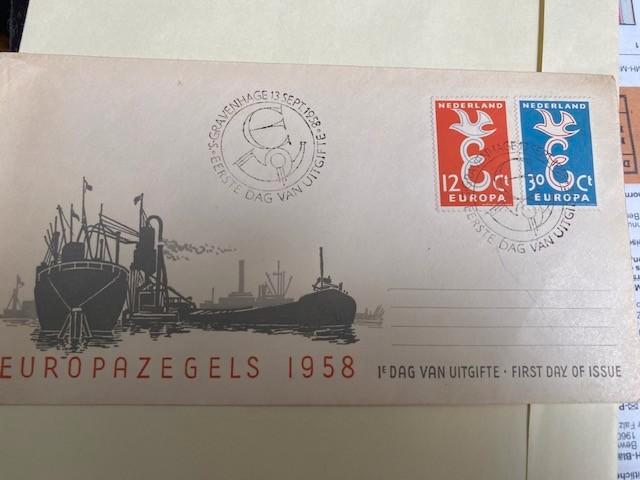 'S-GRAVENHAGE 13 SEPT. 1958
EERSTE DAG VAN UITGIFTE
NEDERLAND
12 Ct
EUROPA
NEDERLAND
30 Ct
EUROPA
EERSTE DAG VAN UITGIFTE
EUROPAZEGELS 1958
1E DAG VAN UITGIFTE · FIRST DAY OF ISSUE